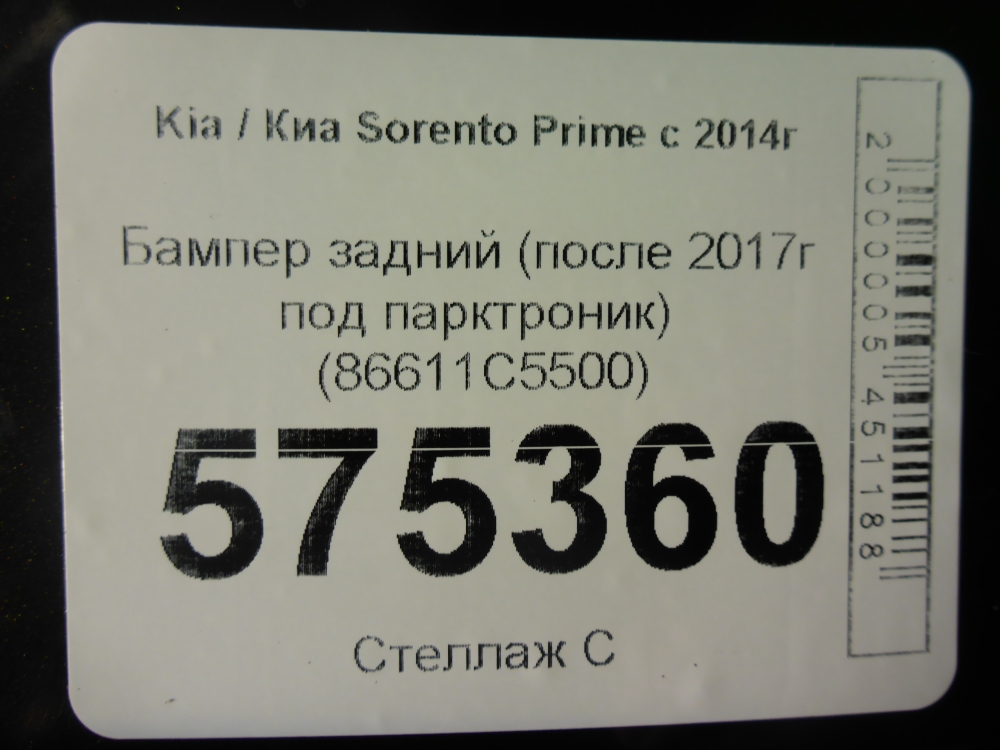 Kia / Киа Sorento Prime с 2014г
Бампер задний (после 2017г
под парктроник)
(86611C5500)
575360
Стеллаж С
2000005451188